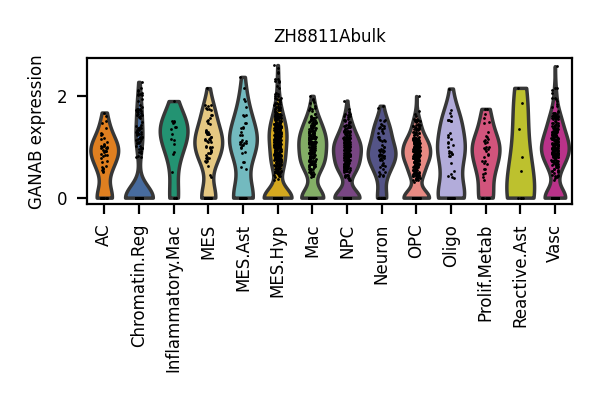 ZH8811Abulk
GANAB expression
2
0
AC
Chromatin.Reg
Inflammatory.Mac
MES
MES.Ast
MES.Hyp
Mac
NPC
Neuron
OPC
Oligo
Prolif.Metab
Reactive.Ast
Vasc